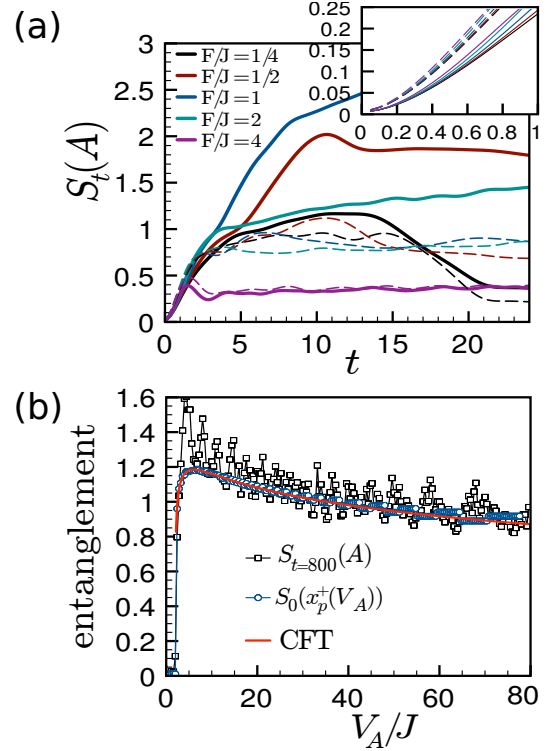 (a)
0.25
0.2
0.15
0.1
0.05
0
0 0.2 0.4 0.6 0.8 1
3
2.5
2
1.5
1
0.5
0
S_t(A)
F/J=1/4
F/J=1/2
F/J=1
F/J=2
F/J=4
0 5 10 15 20
t
(b)
1.6
1.4
1.2
1
0.8
0.6
0.4
0.2
0
entanglement
S_{t=800}(A)
S_0(x_p^+(V_A))
CFT
0 20 40 60 80
V_A/J